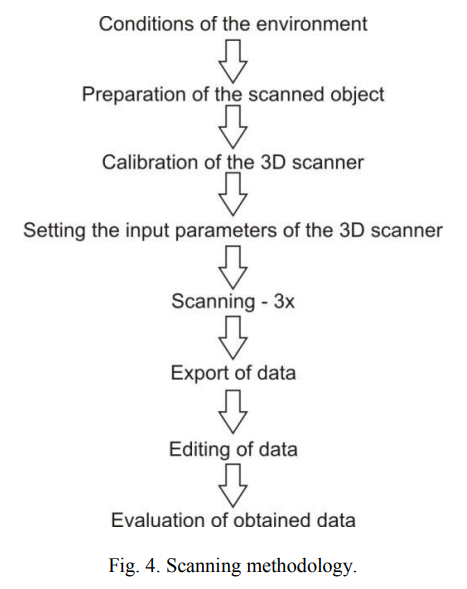 Conditions of the environment
Preparation of the scanned object
Calibration of the 3D scanner
Setting the input parameters of the 3D scanner
Scanning - 3x
Export of data
Editing of data
Evaluation of obtained data
Fig. 4. Scanning methodology.